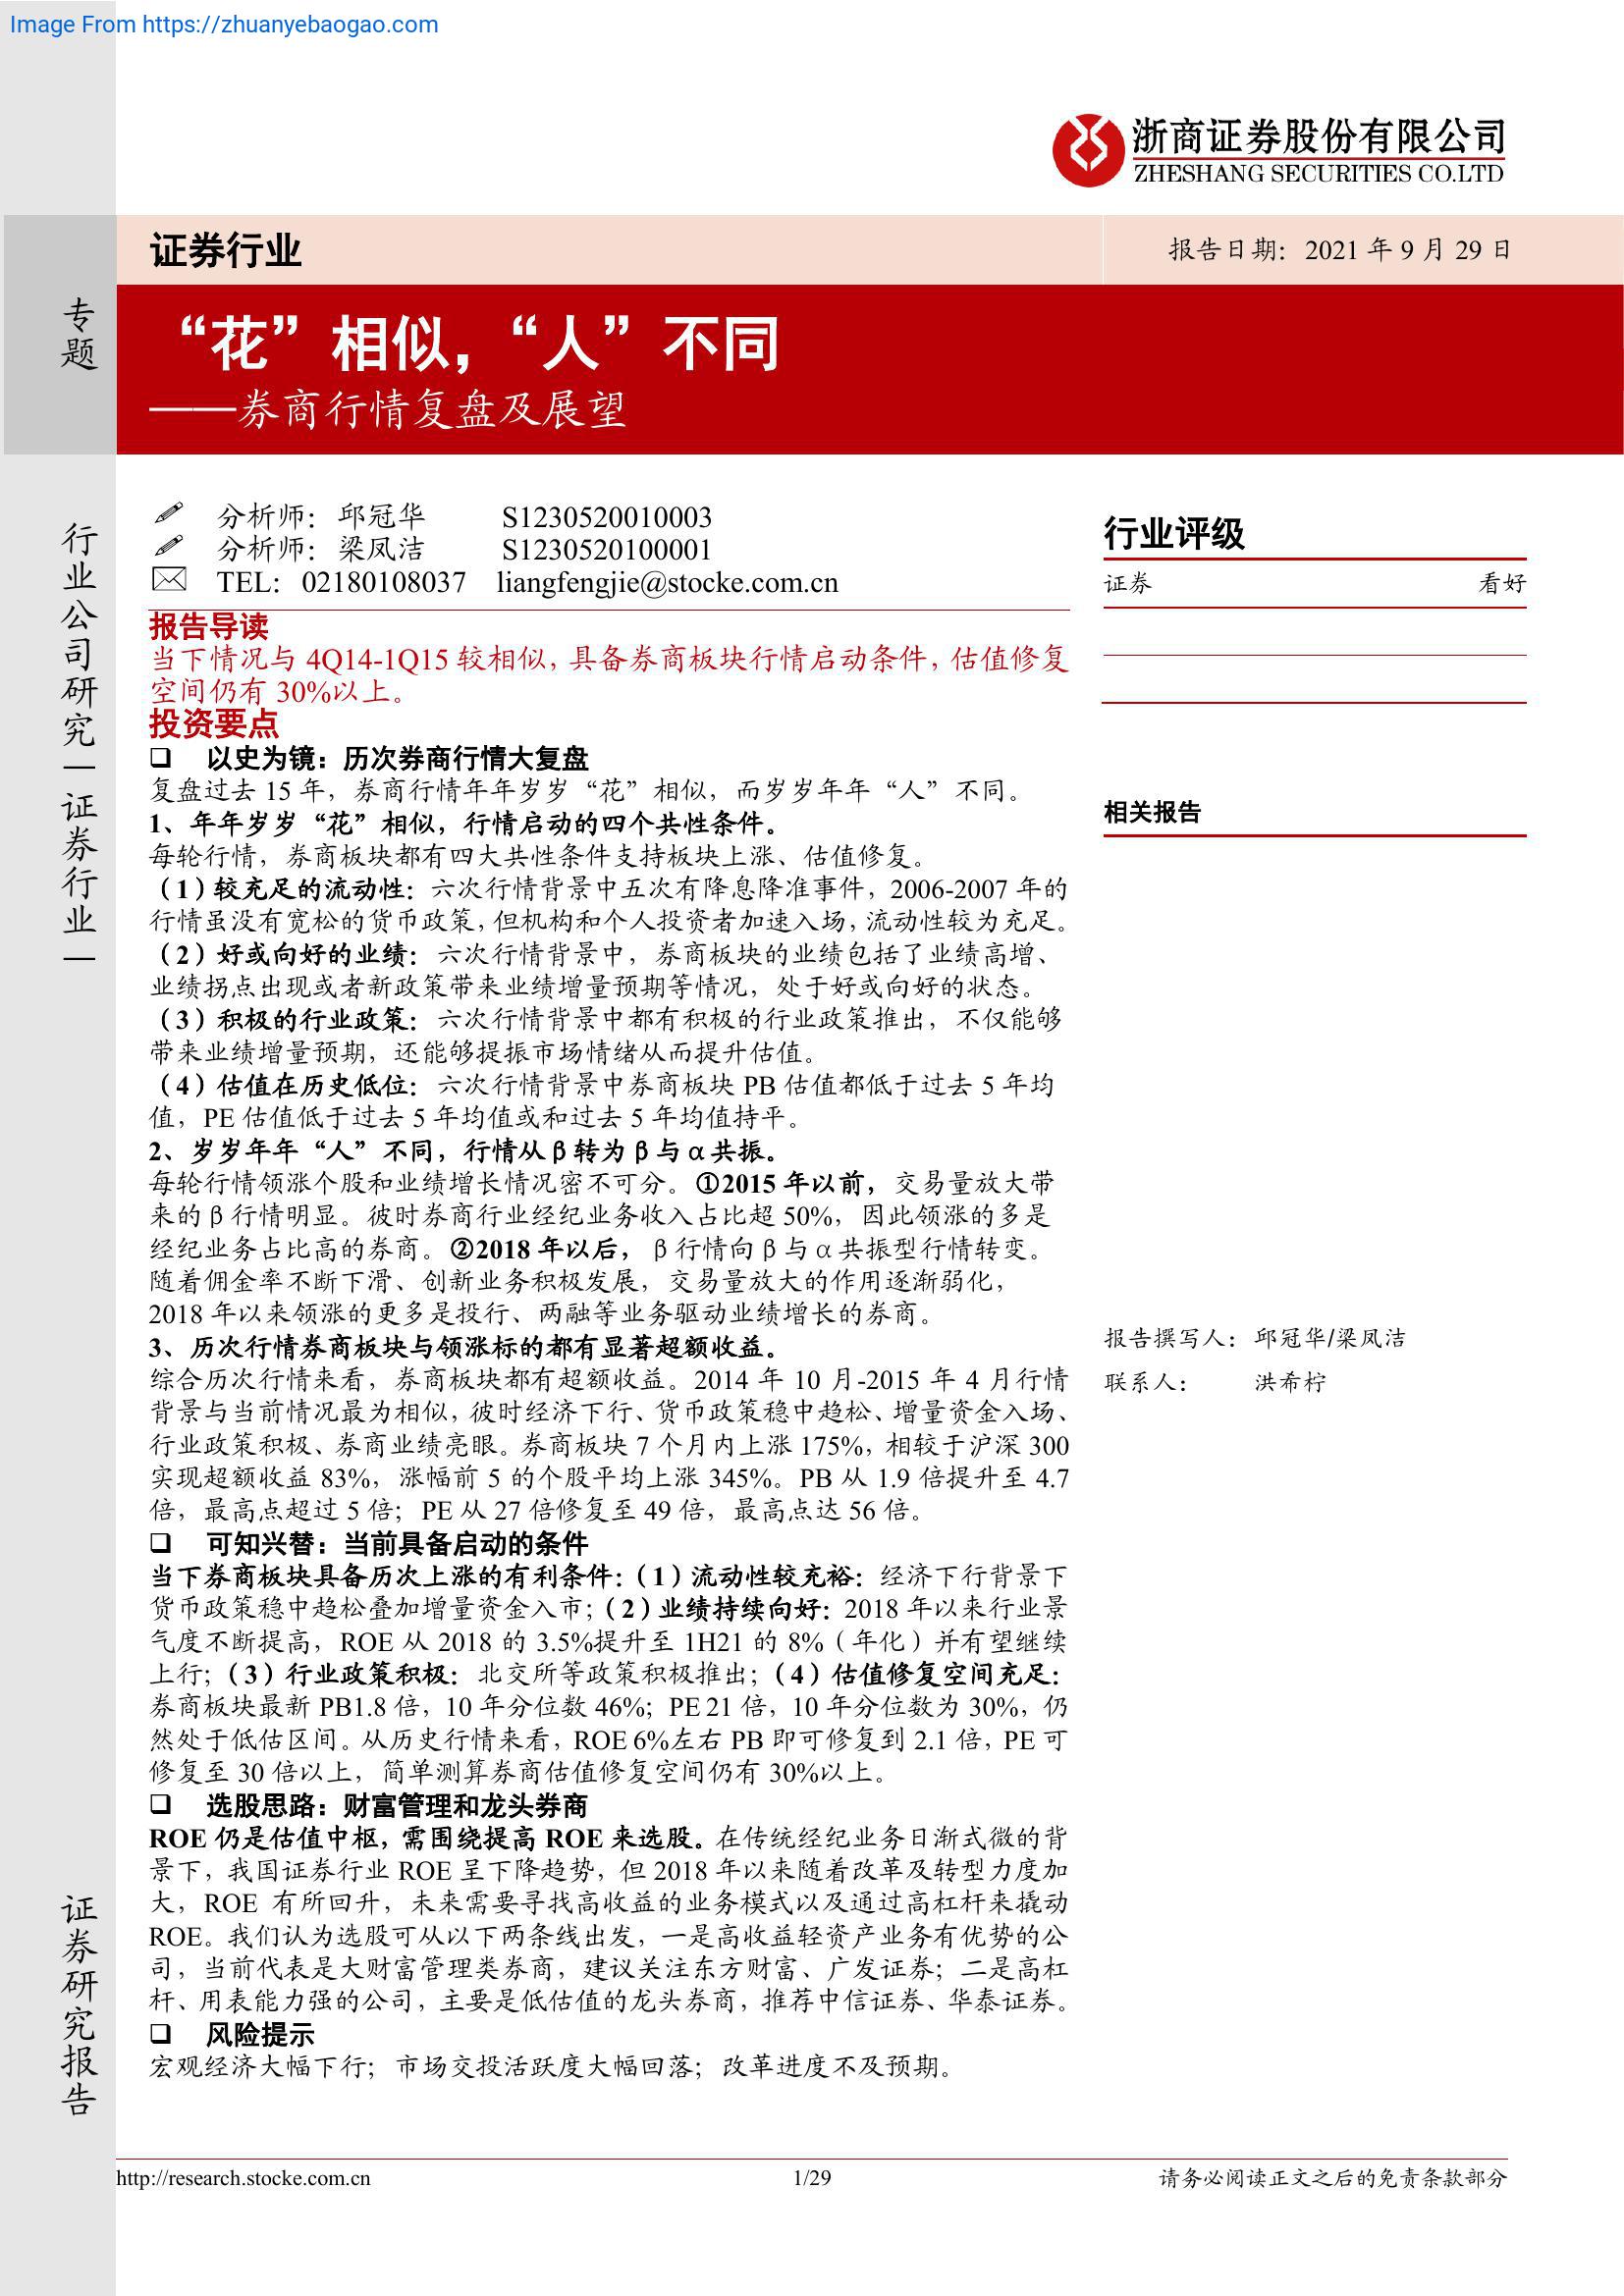 Image From https://zhuanyebaogao.com
浙商证券股份有限公司
ZHESHANG SECURITIES CO.LTD
证券行业
报告日期：2021 年 9 月 29 日
专题
“花”相似，“人”不同
——券商行情复盘及展望
行业公司研究｜证券行业｜
分析师：邱冠华 S1230520010003
分析师：梁凤洁 S1230520100001
TEL：02180108037 liangfengjie@stocke.com.cn
行业评级
证券 看好
报告导读
当下情况与 4Q14-1Q15 较相似，具备券商板块行情启动条件，估值修复
空间仍有 30%以上。
投资要点
❑ 以史为镜：历次券商行情大复盘
复盘过去 15 年，券商行情年年岁岁“花”相似，而岁岁年年“人”不同。
1、年年岁岁“花”相似，行情启动的四个共性条件。
每轮行情，券商板块都有四大共性条件支持板块上涨、估值修复。
（1）较充足的流动性：六次行情背景中五次有降息降准事件，2006-2007 年的
行情虽没有宽松的货币政策，但机构和个人投资者加速入场，流动性较为充足。
（2）好或向好的业绩：六次行情背景中，券商板块的业绩包括了业绩高增、
业绩拐点出现或者新政策带来业绩增量预期等情况，处于好或向好的状态。
（3）积极的行业政策：六次行情背景中都有积极的行业政策推出，不仅能够
带来业绩增量预期，还能够提振市场情绪从而提升估值。
（4）估值在历史低位：六次行情背景中券商板块 PB 估值都低于过去 5 年均
值，PE 估值低于过去 5 年均值或和过去 5 年均值持平。
2、岁岁年年“人”不同，行情从β转为β与α共振。
每轮行情领涨个股和业绩增长情况密不可分。①2015 年以前，交易量放大带
来的β行情明显。彼时券商行业经纪业务收入占比超 50%，因此领涨的多是
经纪业务占比高的券商。②2018 年以后，β行情向β与α共振型行情转变。
随着佣金率不断下滑、创新业务积极发展，交易量放大的作用逐渐弱化，
2018 年以来领涨的更多是投行、两融等业务驱动业绩增长的券商。
3、历次行情券商板块与领涨标的都有显著超额收益。
综合历次行情来看，券商板块都有超额收益。2014 年 10 月-2015 年 4 月行情
背景与当前情况最为相似，彼时经济下行、货币政策稳中趋松、增量资金入场、
行业政策积极、券商业绩亮眼。券商板块 7 个月内上涨 175%，相较于沪深 300
实现超额收益 83%，涨幅前 5 的个股平均上涨 345%。PB 从 1.9 倍提升至 4.7
倍，最高点超过 5 倍；PE 从 27 倍修复至 49 倍，最高点达 56 倍。
❑ 可知兴替：当前具备启动的条件
当下券商板块具备历次上涨的有利条件：（1）流动性较充裕：经济下行背景下
货币政策稳中趋松叠加增量资金入市；（2）业绩持续向好：2018 年以来行业景
气度不断提高，ROE 从 2018 的 3.5%提升至 1H21 的 8%（年化）并有望继续
上行；（3）行业政策积极：北交所等政策积极推出；（4）估值修复空间充足：
券商板块最新 PB1.8 倍，10 年分位数 46%；PE 21 倍，10 年分位数为 30%，仍
然处于低估区间。从历史行情来看，ROE 6%左右 PB 即可修复到 2.1 倍，PE 可
修复至 30 倍以上，简单测算券商估值修复空间仍有 30%以上。
❑ 选股思路：财富管理和龙头券商
ROE 仍是估值中枢，需围绕提高 ROE 来选股。在传统经纪业务日渐式微的背
景下，我国证券行业 ROE 呈下降趋势，但 2018 年以来随着改革及转型力度加
大，ROE 有所回升，未来需要寻找高收益的业务模式以及通过高杠杆来撬动
ROE。我们认为选股可从以下两条线出发，一是高收益轻资产业务有优势的公
司，当前代表是大财富管理类券商，建议关注东方财富、广发证券；二是高杠
杆、用表能力强的公司，主要是低估值的龙头券商，推荐中信证券、华泰证券。
❑ 风险提示
宏观经济大幅下行；市场交投活跃度大幅回落；改革进度不及预期。
相关报告
报告撰写人：邱冠华/梁凤洁
联系人： 洪希柠
证券研究报告
http://research.stocke.com.cn
1/29
请务必阅读正文之后的免责条款部分